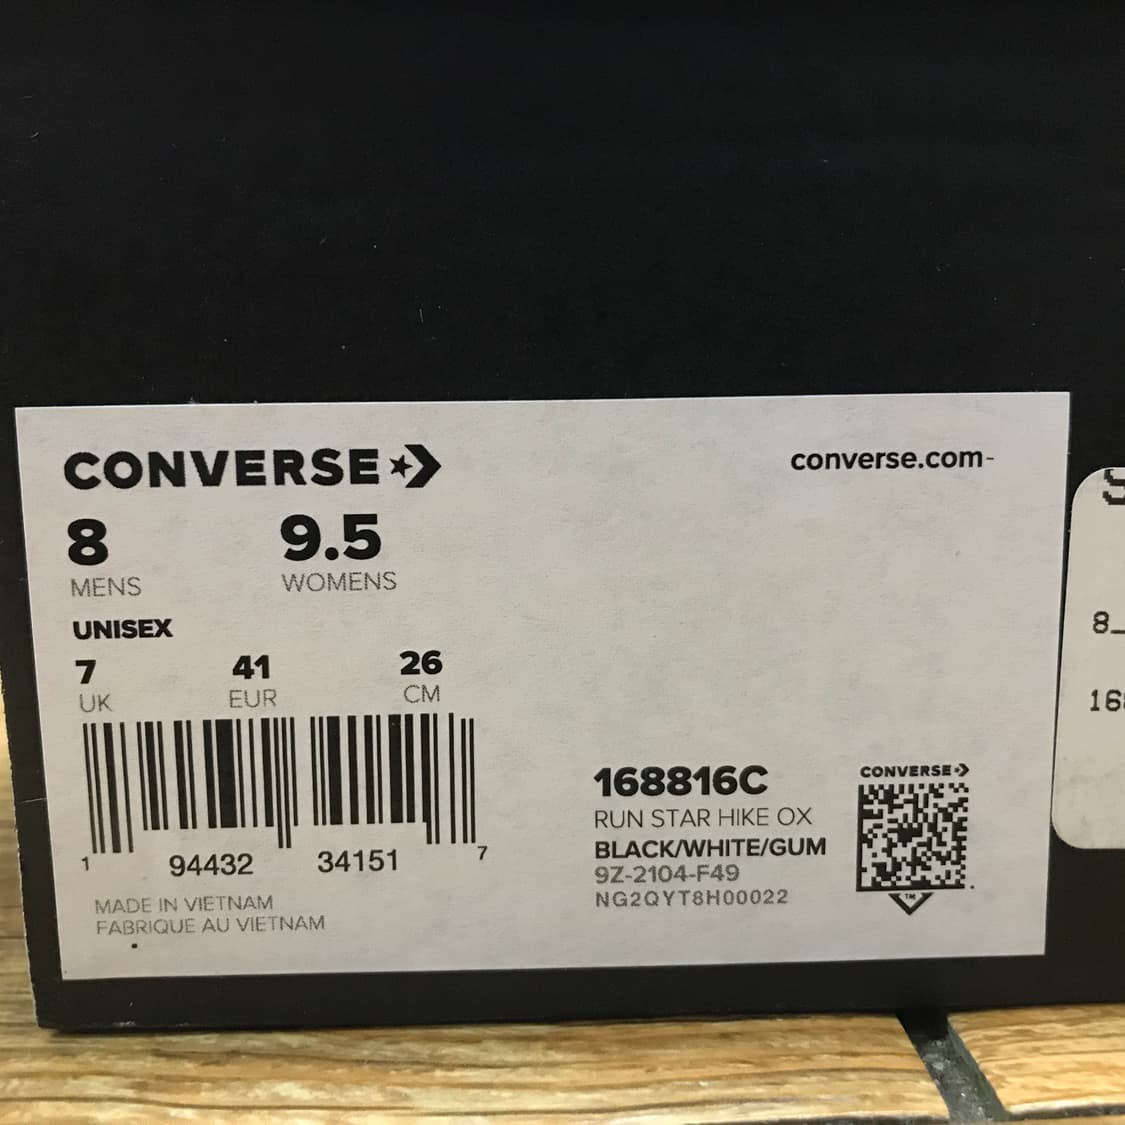 CONVERSE
converse.com-
8 9.5
MENS WOMENS
UNISEX
7 41 26
UK EUR CM
1 94432 34151 7
MADE IN VIETNAM
FABRIQUE AU VIETNAM
168816C
RUN STAR HIKE OX
BLACK/WHITE/GUM
9Z-2104-F49
NG2QYT8H00022
CONVERSE
TM
8_